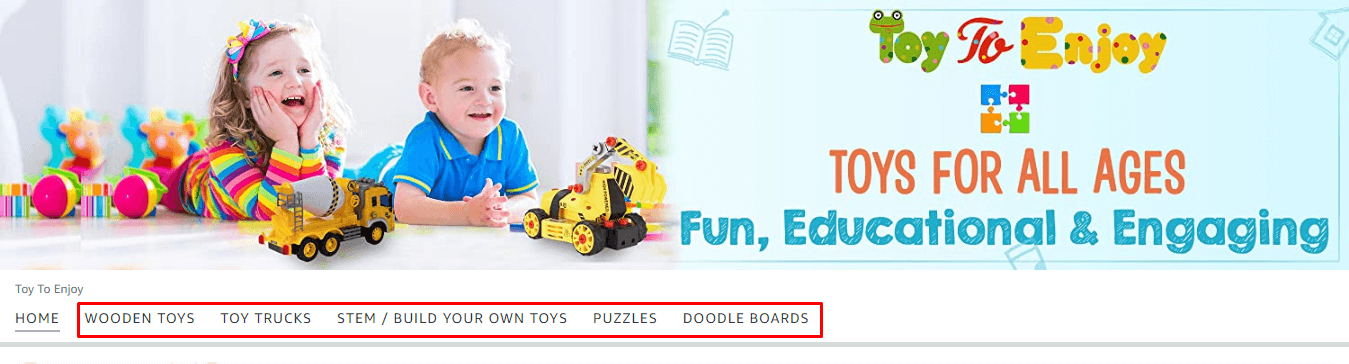 Toy To Enjoy
TOYS FOR ALL AGES
Fun, Educational & Engaging
Toy To Enjoy
HOME WOODEN TOYS TOY TRUCKS STEM / BUILD YOUR OWN TOYS PUZZLES DOODLE BOARDS